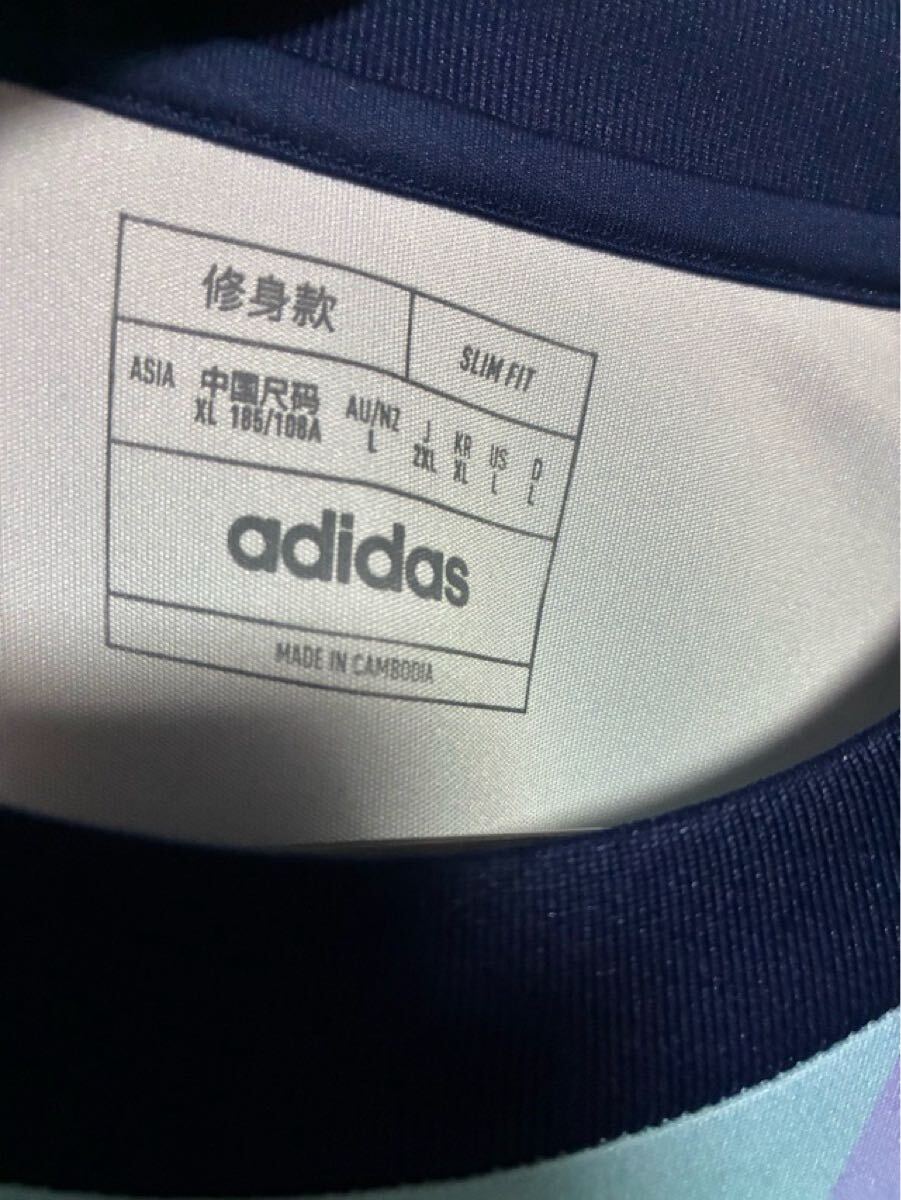 修身款 SLIM FIT
ASIA 中国尺码 AU/NZ J KR US D
XL 185/108A L 2XL XL L L
adidas
MADE IN CAMBODIA